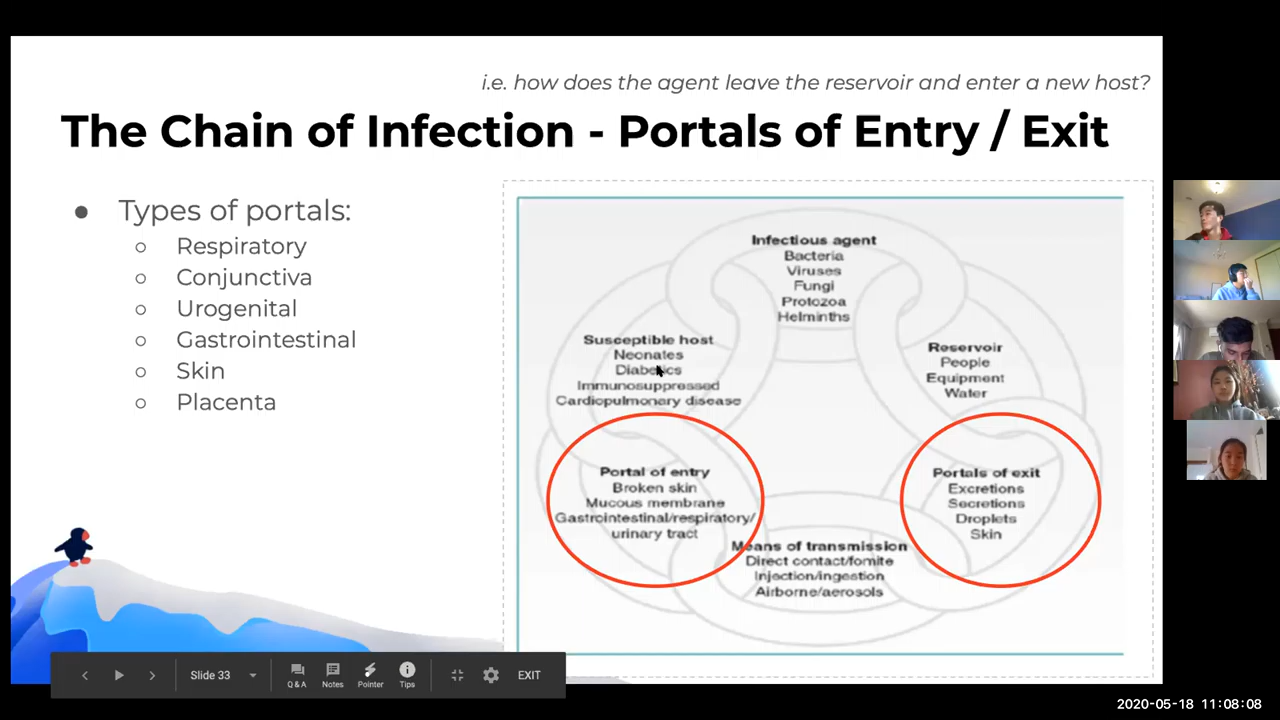 i.e. how does the agent leave the reservoir and enter a new host?
The Chain of Infection - Portals of Entry / Exit
● Types of portals:
○ Respiratory
○ Conjunctiva
○ Urogenital
○ Gastrointestinal
○ Skin
○ Placenta
Infectious agent
Bacteria
Viruses
Fungi
Protozoa
Helminths
Susceptible host
Neonates
Diabetics
Immunosuppressed
Cardiopulmonary disease
Reservoir
People
Equipment
Water
Portal of entry
Broken skin
Mucous membrane
Gastrointestinal/respiratory/
urinary tract
Portals of exit
Excretions
Secretions
Droplets
Skin
Means of transmission
Direct contact/fomite
Injection/ingestion
Airborne/aerosols
Slide 33
Q & A
Notes
Pointer
Tips
EXIT
2020-05-18 11:08:08